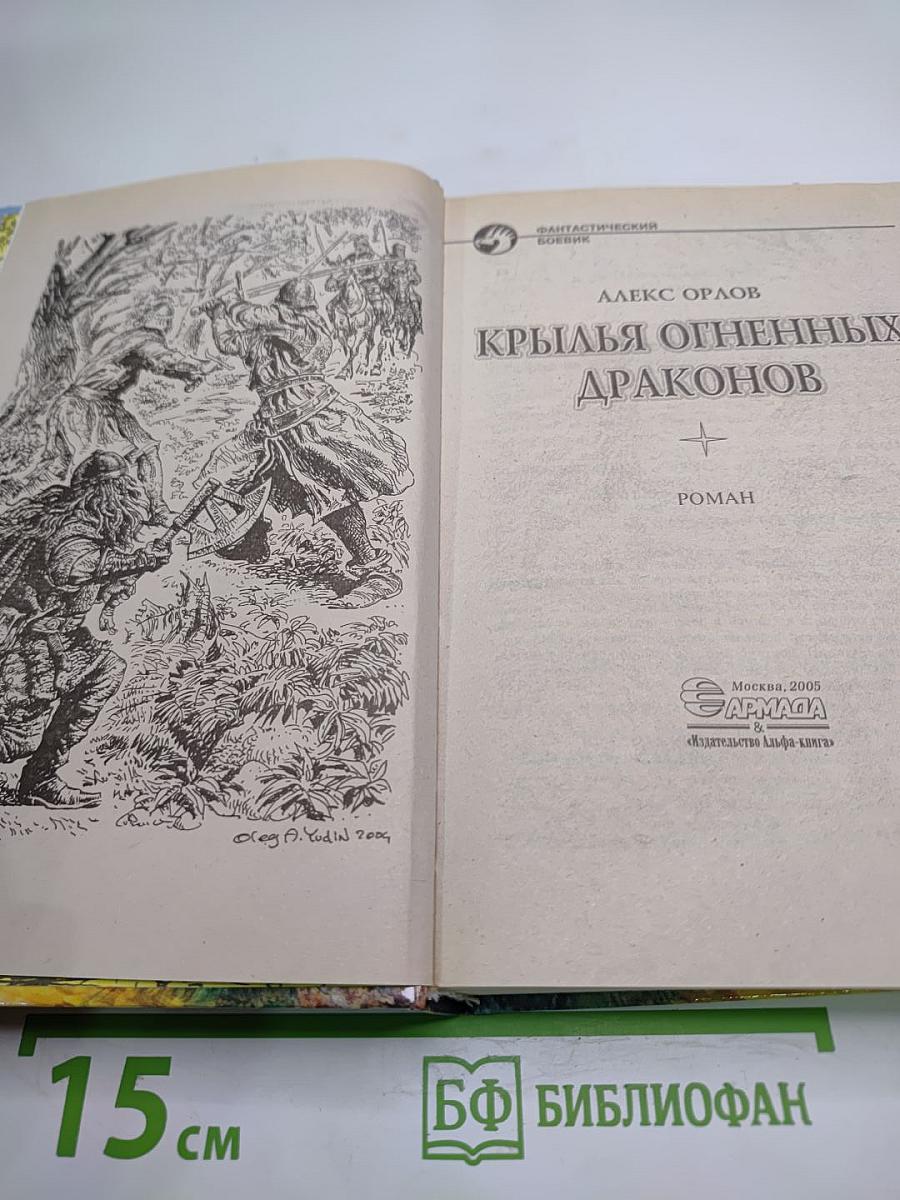 Oleg A. Yudin 2004
ФАНТАСТИЧЕСКИЙ
БОЕВИК
АЛЕКС ОРЛОВ
КРЫЛЬЯ ОГНЕННЫХ
ДРАКОНОВ
РОМАН
Москва, 2005
АРМАДА
&
«Издательство Альфа-книга»
15 см
БФ БИБЛИОФАН